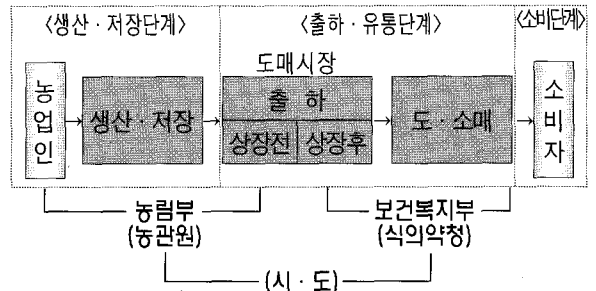 〈생산·저장단계〉 〈출하·유통단계〉 〈소비단계〉
농업인
생산·저장
도매시장
출 하
상장전 상장후
도·소매
소비자
농림부
(농관원)
보건복지부
(식의약청)
(시·도)